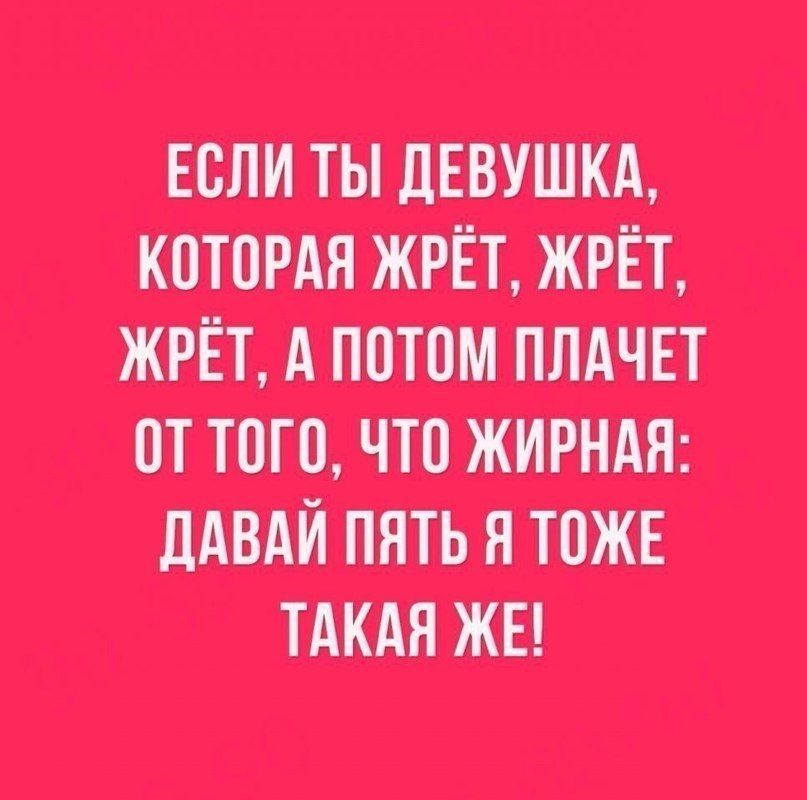 ЕСЛИ ТЫ ДЕВУШКА,
КОТОРАЯ ЖРЁТ, ЖРЁТ,
ЖРЁТ, А ПОТОМ ПЛАЧЕТ
ОТ ТОГО, ЧТО ЖИРНАЯ:
ДАВАЙ ПЯТЬ Я ТОЖЕ
ТАКАЯ ЖЕ!